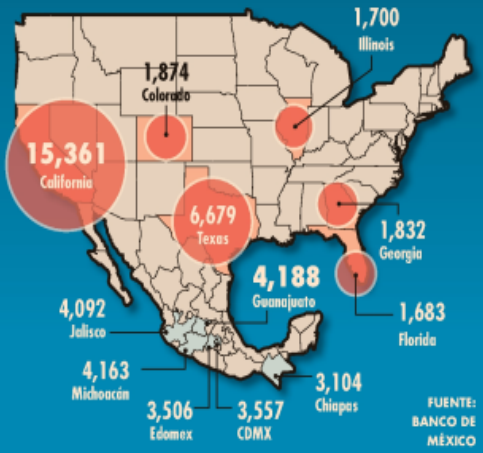 1,700
Illinois
1,874
Colorado
15,361
California
6,679
Texas
1,832
Georgia
4,188
Guanajuato
1,683
Florida
4,092
Jalisco
4,163
Michoacán
3,104
Chiapas
3,506
Edomex
3,557
CDMX
FUENTE:
BANCO DE
MÉXICO